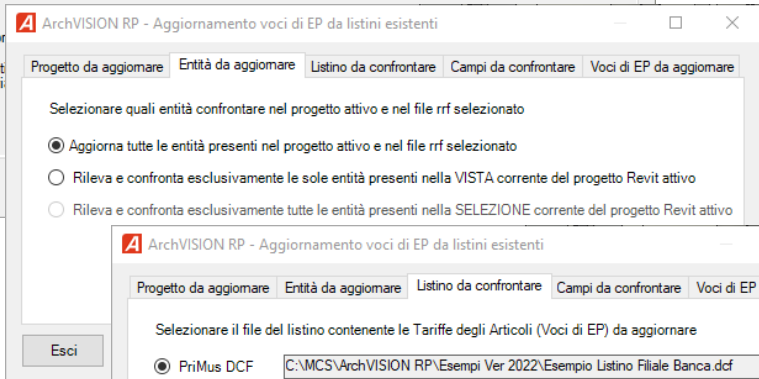 ArchVISION RP - Aggiornamento voci di EP da listini esistenti
Progetto da aggiornare Entità da aggiornare Listino da confrontare Campi da confrontare Voci di EP da aggiornare
Selezionare quali entità confrontare nel progetto attivo e nel file rrf selezionato
Aggiorna tutte le entità presenti nel progetto attivo e nel file rrf selezionato
Rileva e confronta esclusivamente le sole entità presenti nella VISTA corrente del progetto Revit attivo
Rileva e confronta esclusivamente tutte le entità presenti nella SELEZIONE corrente del progetto Revit attivo
ArchVISION RP - Aggiornamento voci di EP da listini esistenti
Progetto da aggiornare Entità da aggiornare Listino da confrontare Campi da confrontare Voci di EP
Selezionare il file del listino contenente le Tariffe degli Articoli (Voci di EP) da aggiornare
Esci
PriMus DCF C:\MCS\ArchVISION RP\Esempi Ver 2022\Esempio Listino Filiale Banca.dcf